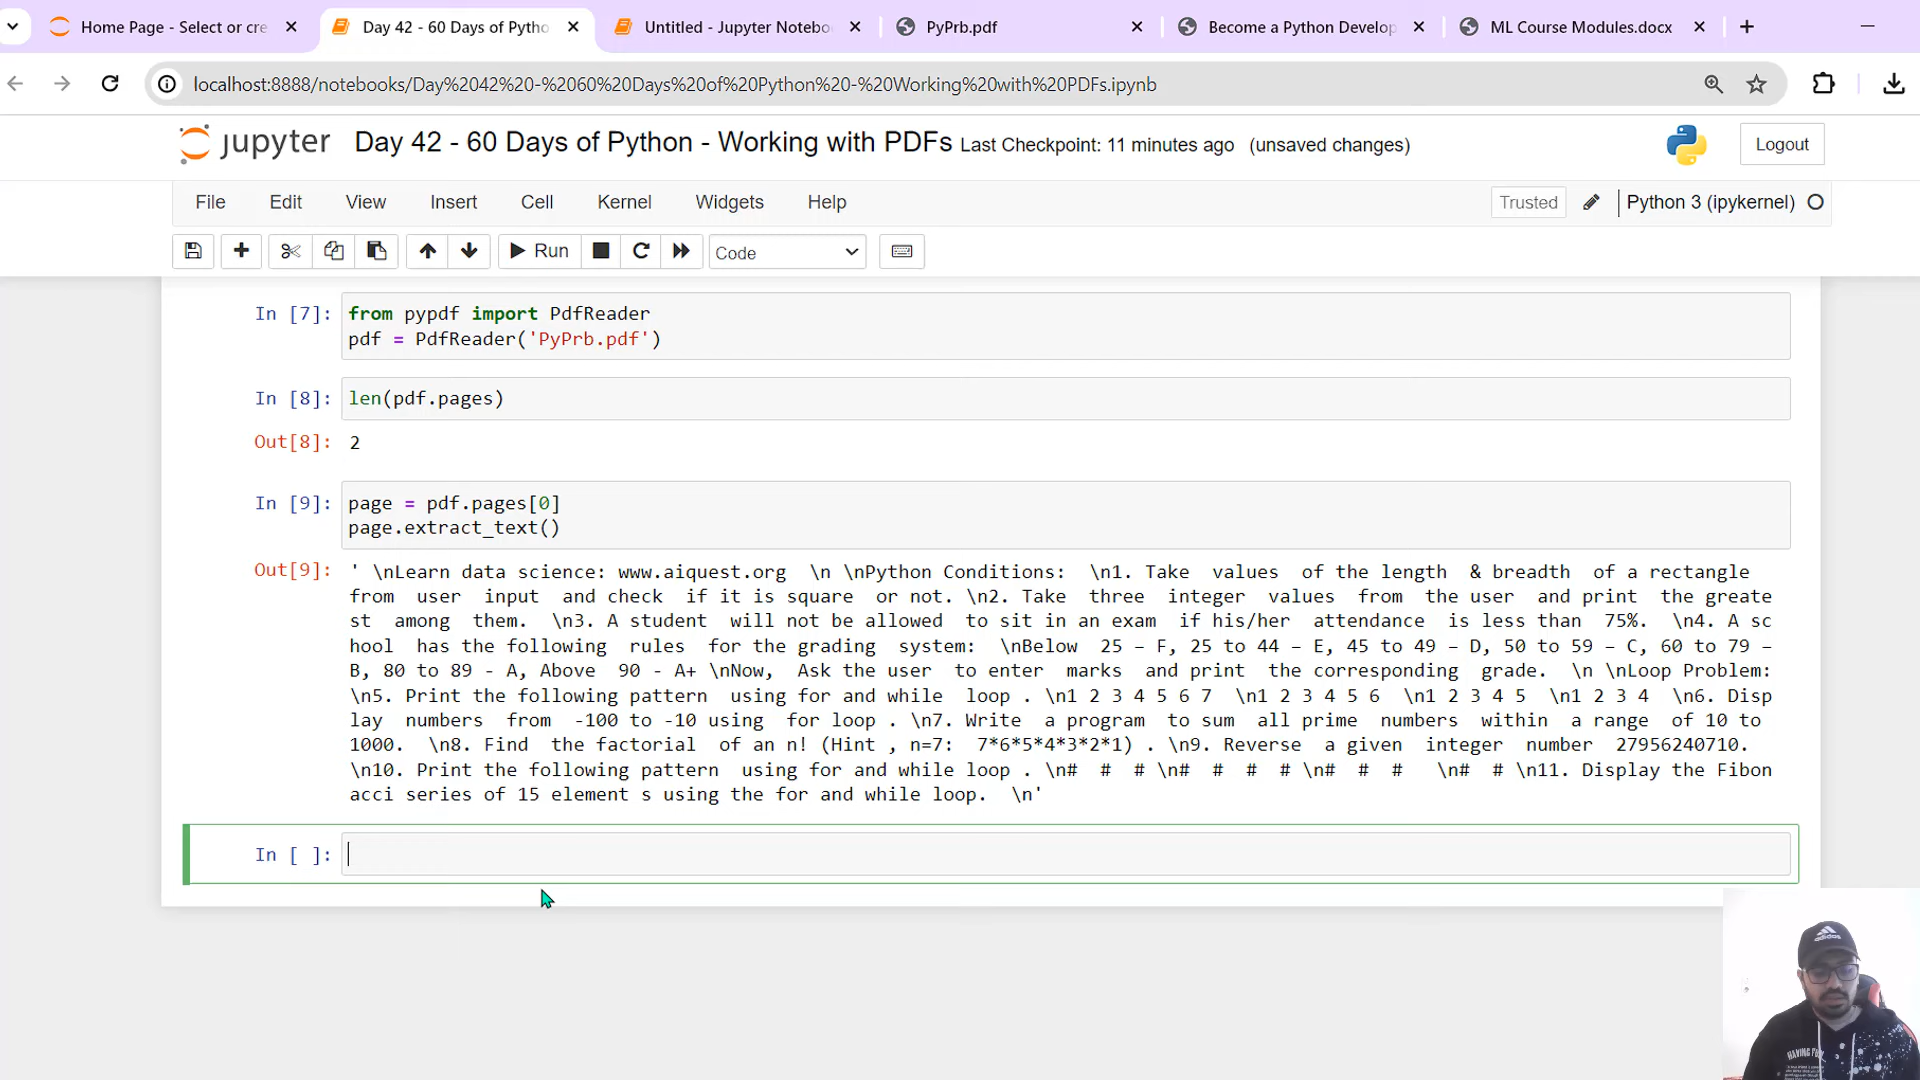 Home Page - Select or cre
Day 42 - 60 Days of Pytho
Untitled - Jupyter Notebo
PyPrb.pdf
Become a Python Develop
ML Course Modules.docx
localhost:8888/notebooks/Day%2042%20-%2060%20Days%20of%20Python%20-%20Working%20with%20PDFs.ipynb
jupyter Day 42 - 60 Days of Python - Working with PDFs Last Checkpoint: 11 minutes ago (unsaved changes)
Logout
File Edit View Insert Cell Kernel Widgets Help
Trusted Python 3 (ipykernel)
Run Code
In [7]: from pypdf import PdfReader
pdf = PdfReader('PyPrb.pdf')
In [8]: len(pdf.pages)
Out[8]: 2
In [9]: page = pdf.pages[0]
page.extract_text()
Out[9]: ' \nLearn data science: www.aiquest.org  \n \nPython Conditions:  \n1. Take  values  of the length  & breadth  of a rectangle
from  user  input  and check  if it is square  or not. \n2. Take  three  integer  values  from  the user  and print  the greate
st among  them.  \n3. A student  will not be allowed  to sit in an exam  if his/her  attendance  is less than  75%.  \n4. A sc
hool has the following  rules  for the grading  system:  \nBelow  25 – F, 25 to 44 – E, 45 to 49 – D, 50 to 59 – C, 60 to 79 –
B, 80 to 89 - A, Above  90 - A+ \nNow,  Ask the user  to enter  marks  and print  the corresponding  grade.  \n \nLoop Problem:
\n5. Print the following pattern  using for and while  loop . \n1 2 3 4 5 6 7  \n1 2 3 4 5 6  \n1 2 3 4 5  \n1 2 3 4  \n6. Disp
lay  numbers  from  -100 to -10 using  for loop . \n7. Write  a program  to sum  all prime  numbers  within  a range  of 10 to
1000.  \n8. Find  the factorial  of an n! (Hint , n=7:  7*6*5*4*3*2*1) . \n9. Reverse  a given  integer  number  27956240710.
\n10. Print the following pattern  using for and while loop . \n#  #  # \n#  #  #  # \n#  #  #   \n#  # \n11. Display the Fibon
acci series of 15 element s using the for and while loop.  \n'
In [ ]: